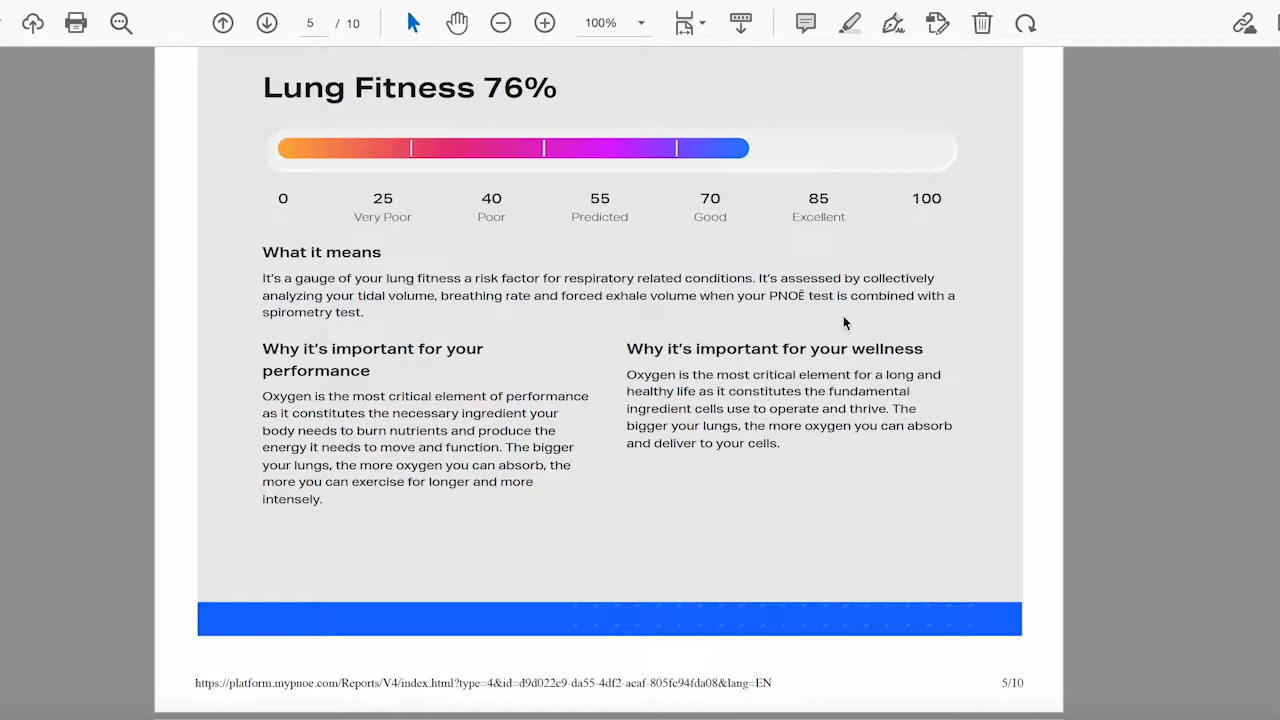 5 / 10 100%
Lung Fitness 76%
0 25 40 55 70 85 100
Very Poor Poor Predicted Good Excellent
What it means
It's a gauge of your lung fitness a risk factor for respiratory related conditions. It's assessed by collectively
analyzing your tidal volume, breathing rate and forced exhale volume when your PNOĒ test is combined with a
spirometry test.
Why it's important for your
performance
Oxygen is the most critical element of performance
as it constitutes the necessary ingredient your
body needs to burn nutrients and produce the
energy it needs to move and function. The bigger
your lungs, the more oxygen you can absorb, the
more you can exercise for longer and more
intensely.
Why it's important for your wellness
Oxygen is the most critical element for a long and
healthy life as it constitutes the fundamental
ingredient cells use to operate and thrive. The
bigger your lungs, the more oxygen you can absorb
and deliver to your cells.
https://platform.mypnoe.com/Reports/V4/index.html?type=4&id=d9d022c9-da55-4df2-acaf-805fc94fda08&lang=EN 5/10